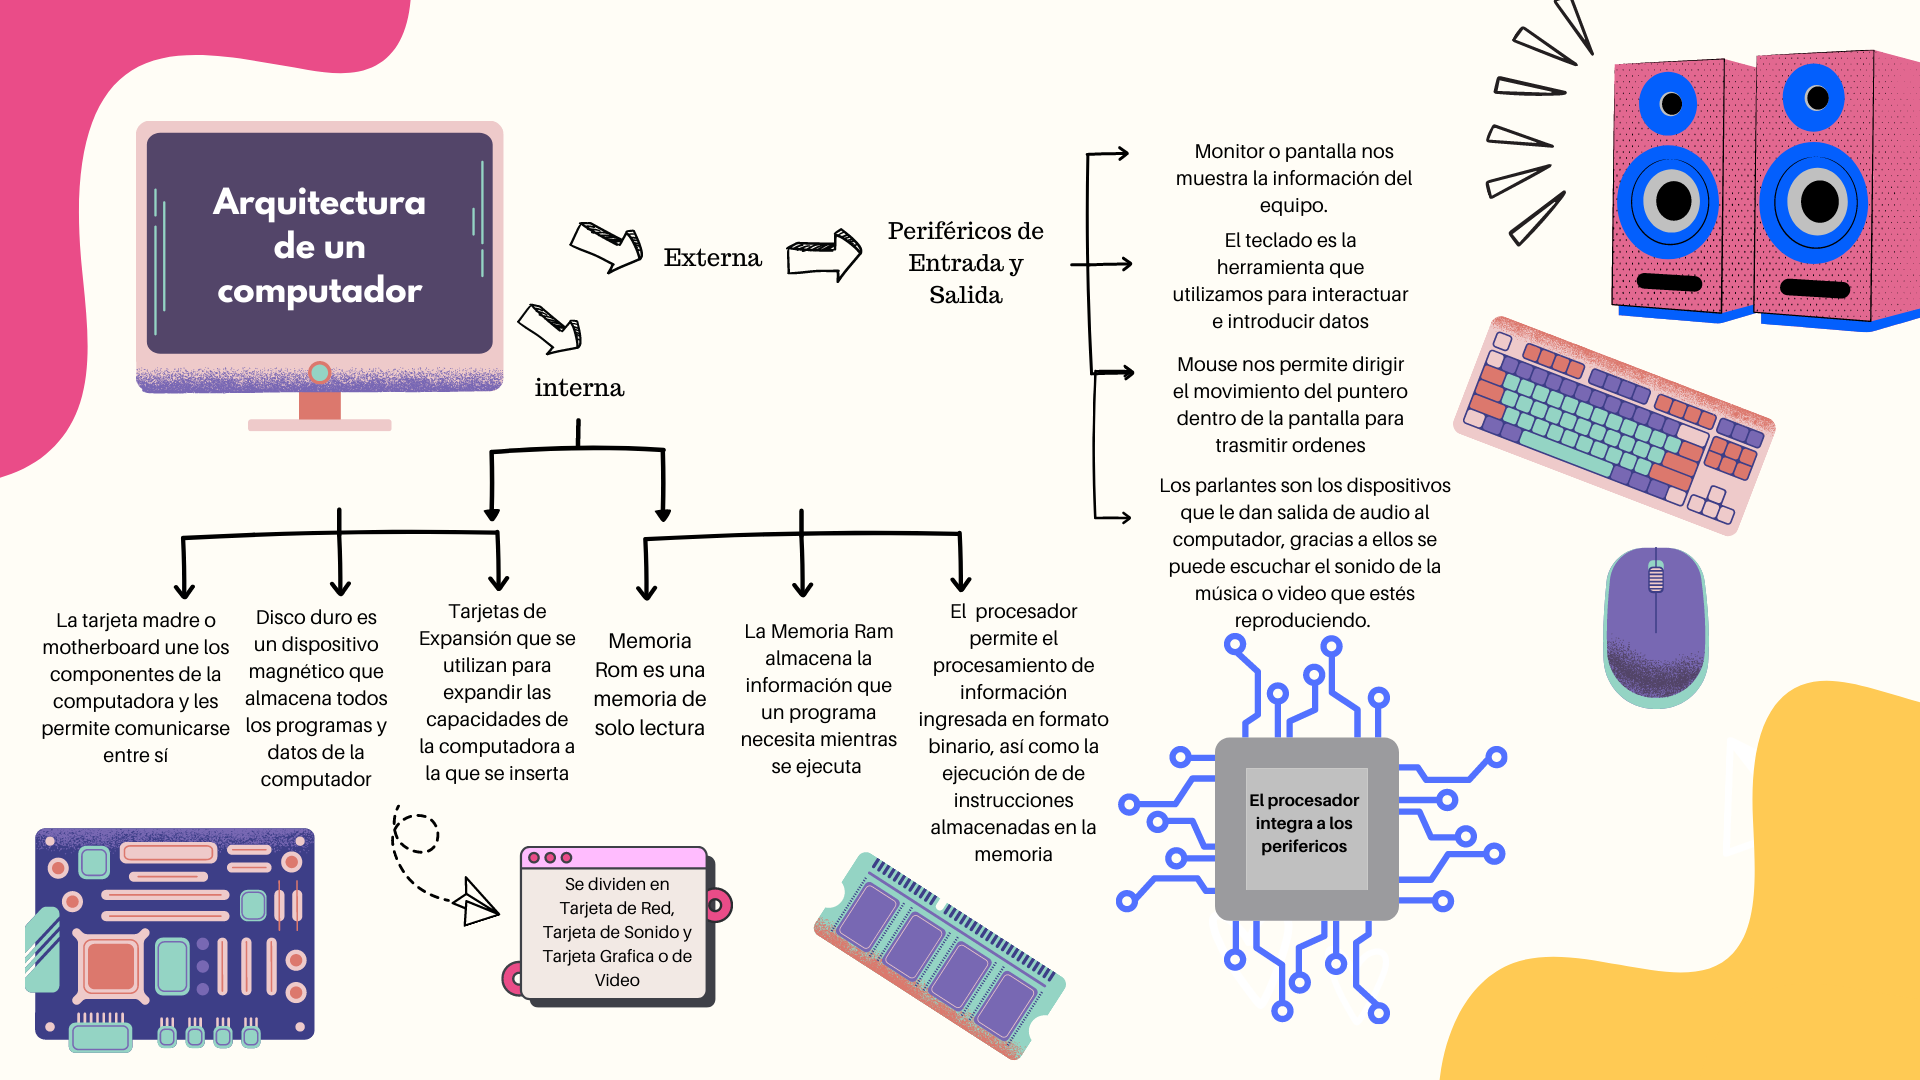 Arquitectura
de un
computador
Externa
Periféricos de
Entrada y
Salida
interna
Monitor o pantalla nos
muestra la información del
equipo.
El teclado es la
herramienta que
utilizamos para interactuar
e introducir datos
Mouse nos permite dirigir
el movimiento del puntero
dentro de la pantalla para
trasmitir ordenes
Los parlantes son los dispositivos
que le dan salida de audio al
computador, gracias a ellos se
puede escuchar el sonido de la
música o video que estés
reproduciendo.
La tarjeta madre o
motherboard une los
componentes de la
computadora y les
permite comunicarse
entre sí
Disco duro es
un dispositivo
magnético que
almacena todos
los programas y
datos de la
computador
Tarjetas de
Expansión que se
utilizan para
expandir las
capacidades de
la computadora a
la que se inserta
Memoria
Rom es una
memoria de
solo lectura
La Memoria Ram
almacena la
información que
un programa
necesita mientras
se ejecuta
El  procesador
permite el
procesamiento de
información
ingresada en formato
binario, así como la
ejecución de de
instrucciones
almacenadas en la
memoria
Se dividen en
Tarjeta de Red,
Tarjeta de Sonido y
Tarjeta Grafica o de
Video
El procesador
integra a los
perifericos